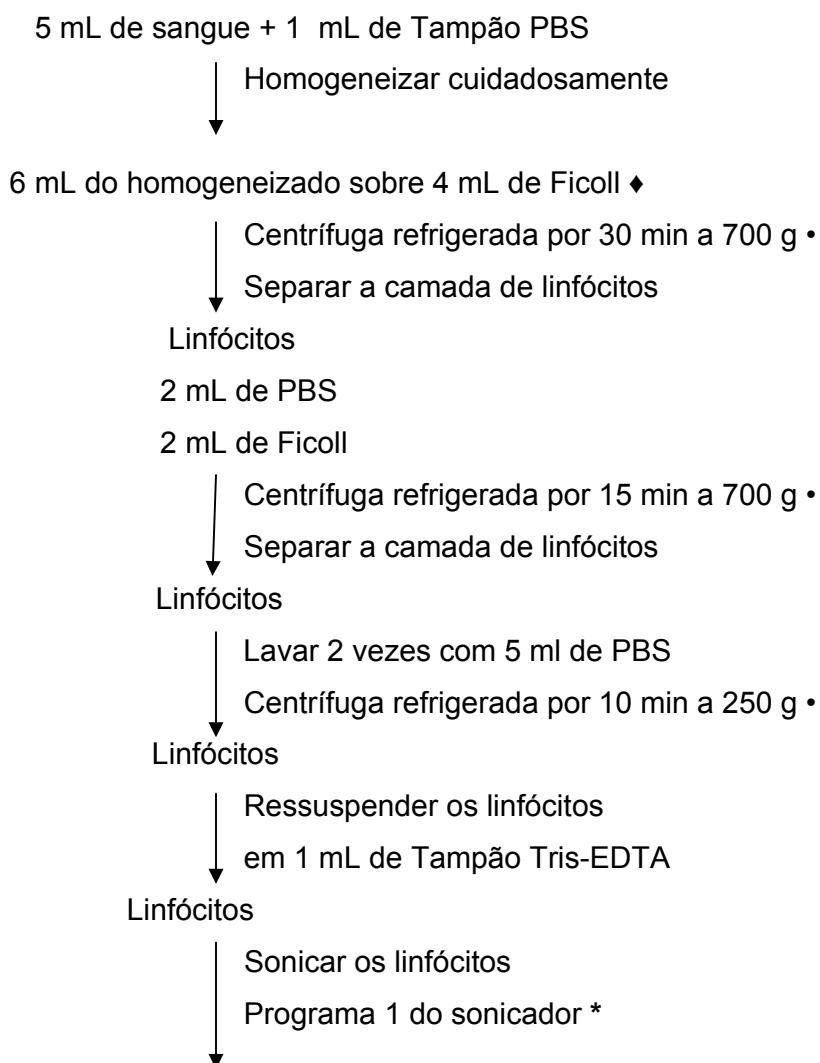 5 mL de sangue + 1 mL de Tampão PBS
Homogeneizar cuidadosamente
6 mL do homogeneizado sobre 4 mL de Ficoll ♦
Centrífuga refrigerada por 30 min a 700 g •
Separar a camada de linfócitos
Linfócitos
2 mL de PBS
2 mL de Ficoll
Centrífuga refrigerada por 15 min a 700 g •
Separar a camada de linfócitos
Linfócitos
Lavar 2 vezes com 5 ml de PBS
Centrífuga refrigerada por 10 min a 250 g •
Linfócitos
Ressuspender os linfócitos
em 1 mL de Tampão Tris-EDTA
Linfócitos
Sonicar os linfócitos
Programa 1 do sonicador *